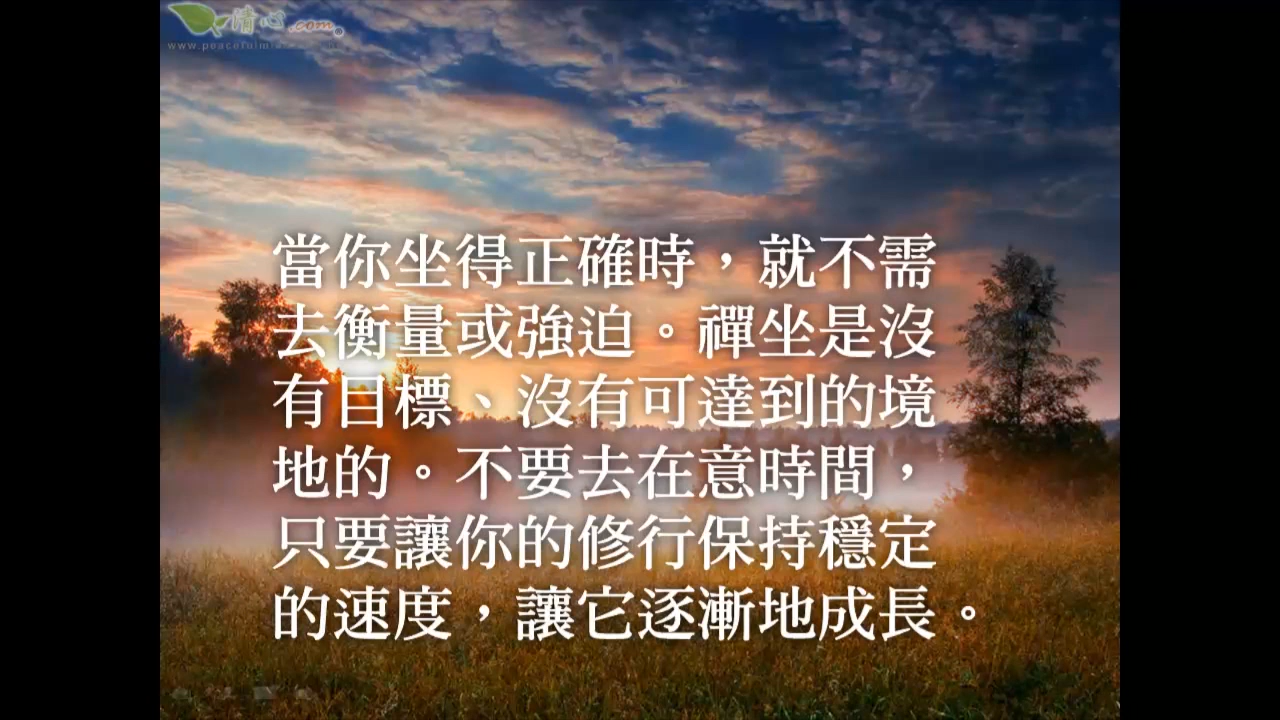 清心.com®
當你坐得正確時，就不需
去衡量或強迫。禪坐是沒
有目標、沒有可達到的境
地的。不要去在意時間，
只要讓你的修行保持穩定
的速度，讓它逐漸地成長。